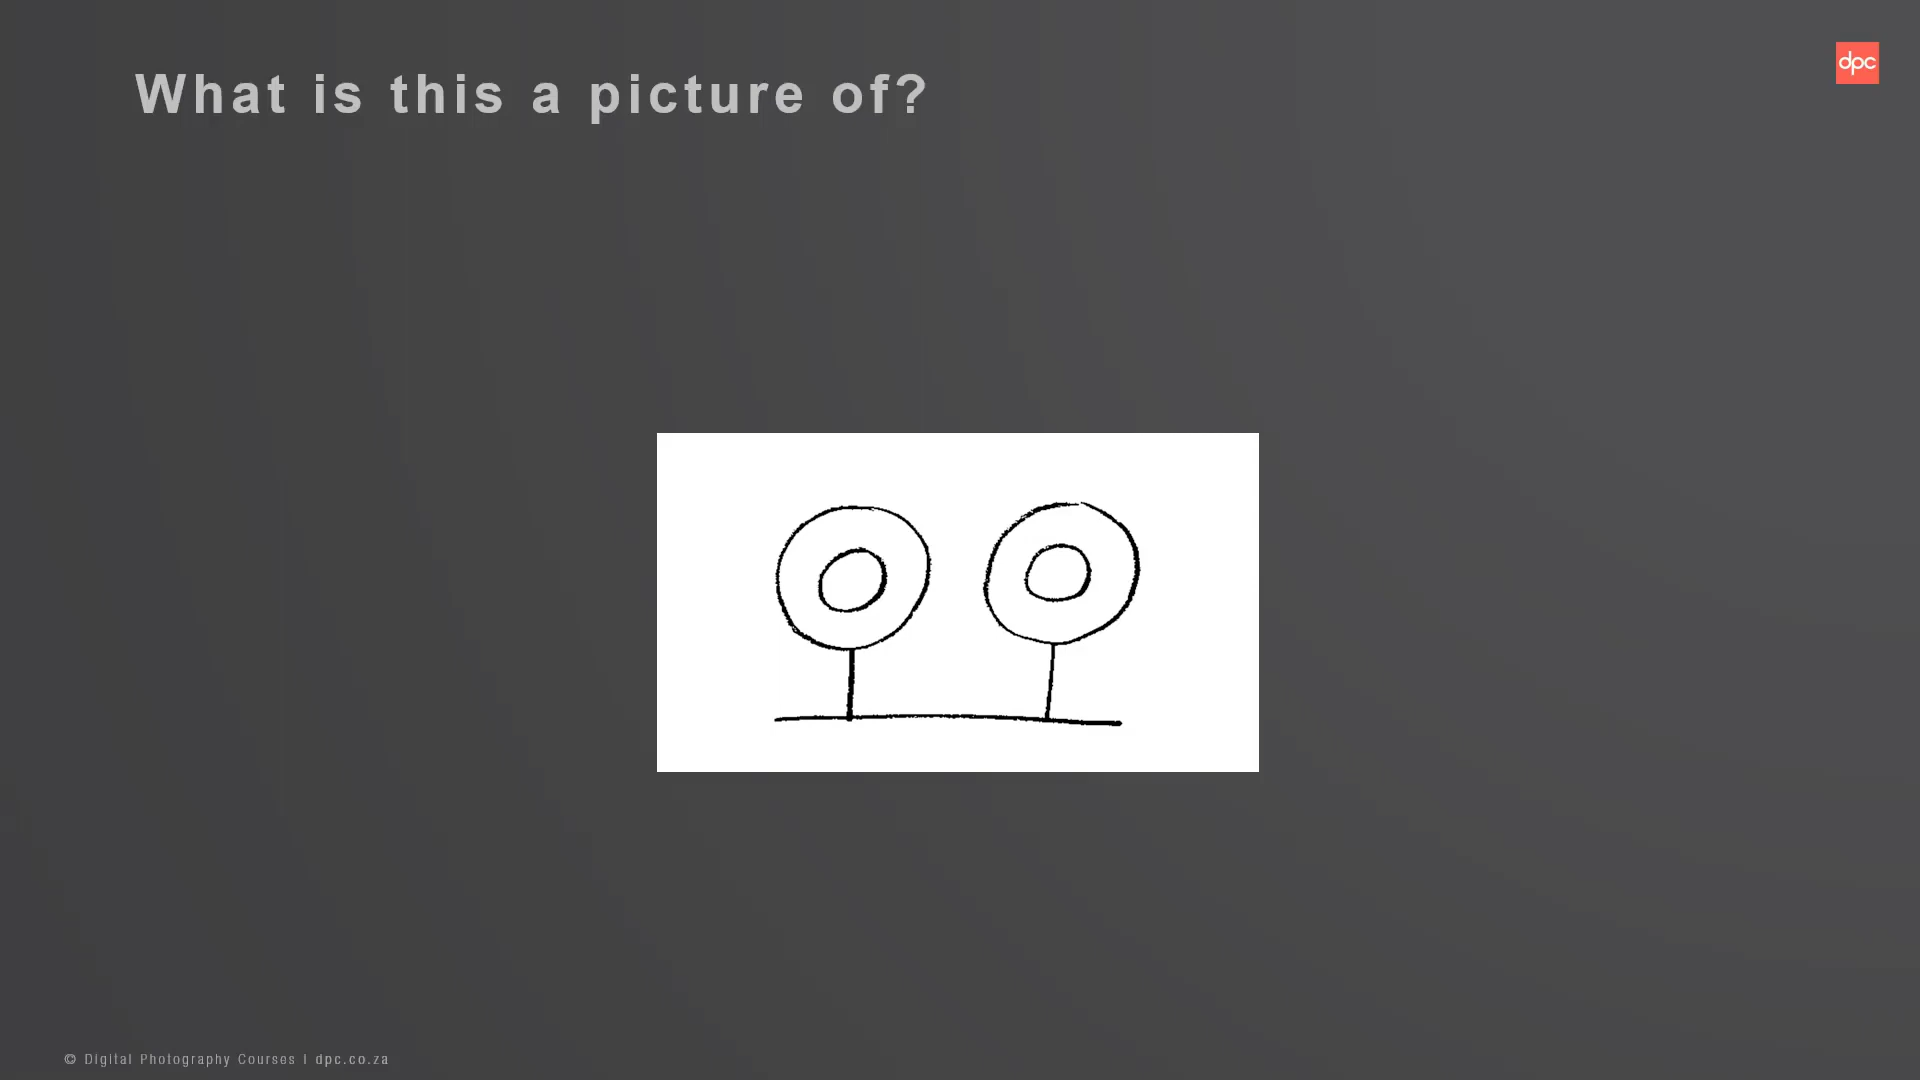 What is this a picture of?
dpc
© Digital Photography Courses | dpc.co.za